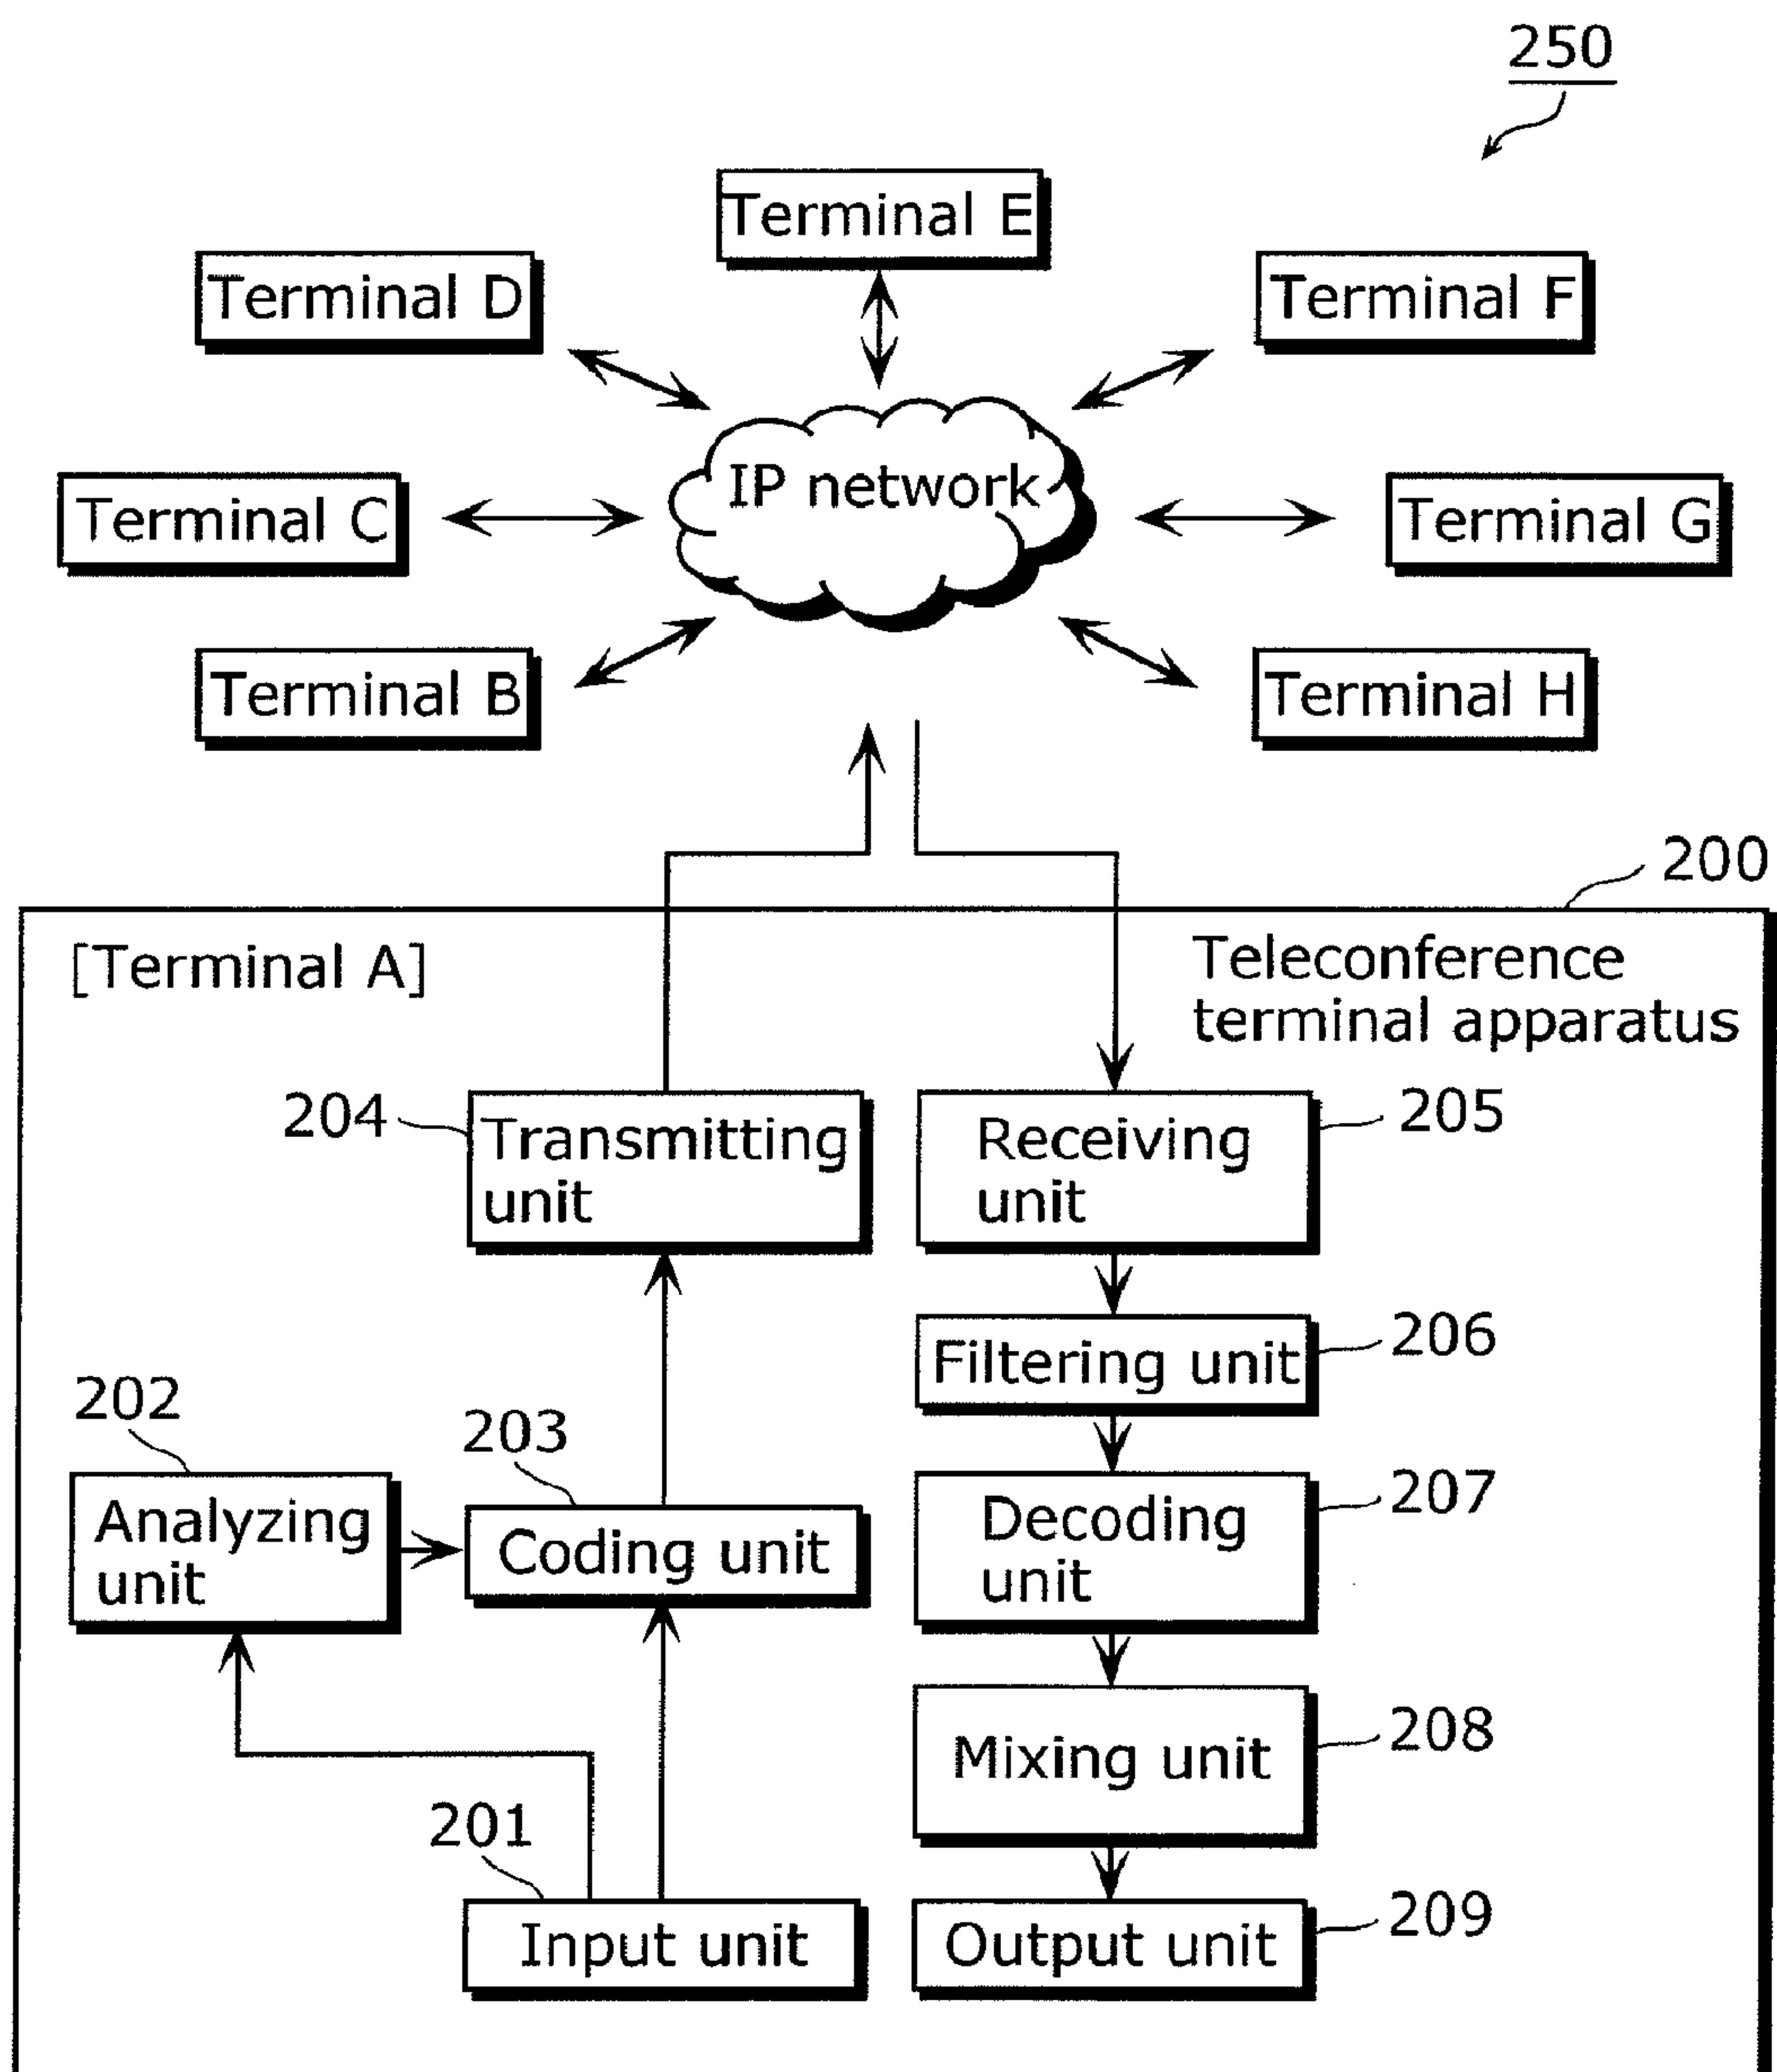 250
Terminal E
Terminal D
Terminal F
IP network
Terminal C
Terminal G
Terminal B
Terminal H
200
[Terminal A]
Teleconference
terminal apparatus
204
Transmitting
unit
Receiving
unit
205
Filtering unit
206
202
203
Analyzing
unit
Coding unit
Decoding
unit
207
Mixing unit
208
201
Input unit
Output unit
209